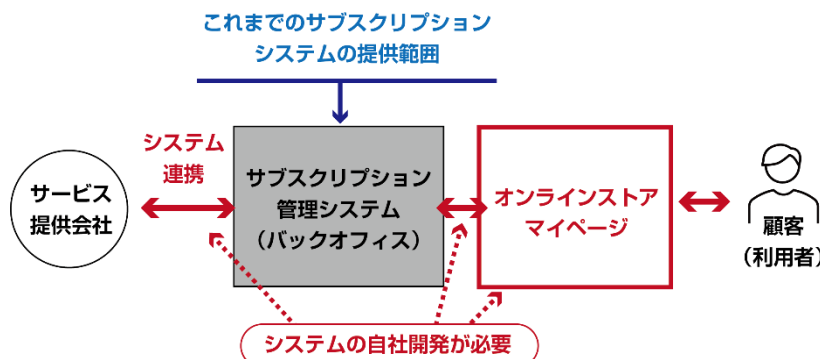 これまでのサブスクリプション
システムの提供範囲
システム
連携
サービス
提供会社
サブスクリプション
管理システム
（バックオフィス）
オンラインストア
マイページ
顧客
（利用者）
システムの自社開発が必要